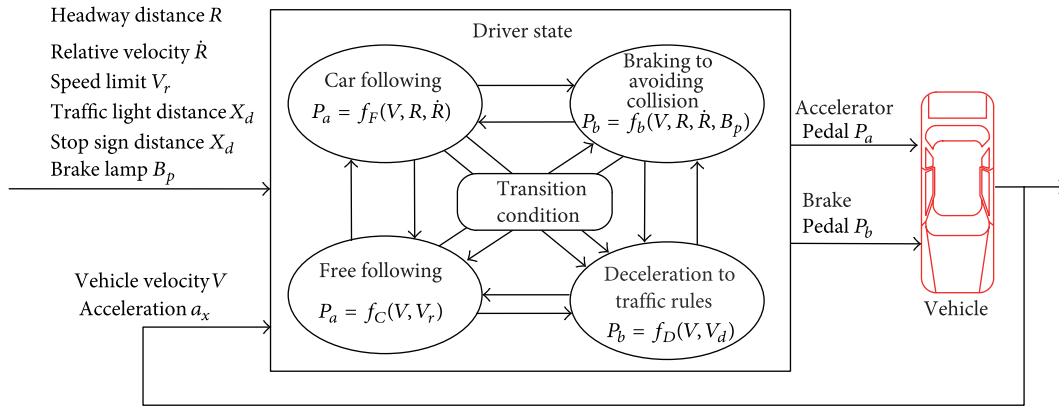 Headway distance R
Relative velocity Ṙ
Speed limit V_r
Traffic light distance X_d
Stop sign distance X_d
Brake lamp B_p
Vehicle velocity V
Acceleration a_x
Driver state
Car following
P_a = f_F(V, R, Ṙ)
Braking to
avoiding
collision
P_b = f_b(V, R, Ṙ, B_p)
Transition
condition
Free following
P_a = f_C(V, V_r)
Deceleration to
traffic rules
P_b = f_D(V, V_d)
Accelerator
Pedal P_a
Brake
Pedal P_b
Vehicle